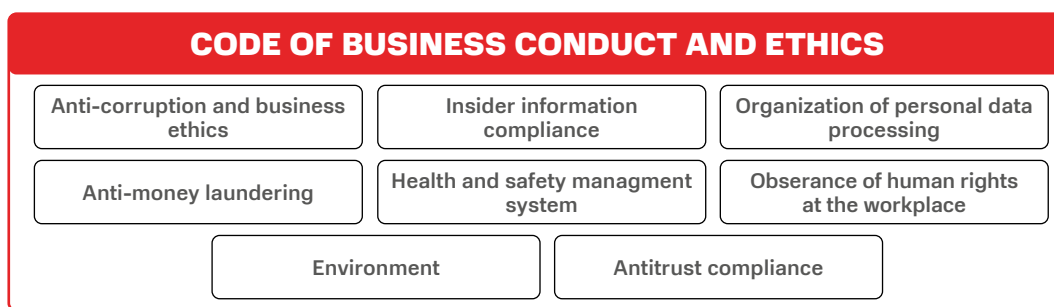 CODE OF BUSINESS CONDUCT AND ETHICS
Anti-corruption and business
ethics
Insider information
compliance
Organization of personal data
processing
Anti-money laundering
Health and safety managment
system
Obserance of human rights
at the workplace
Environment
Antitrust compliance